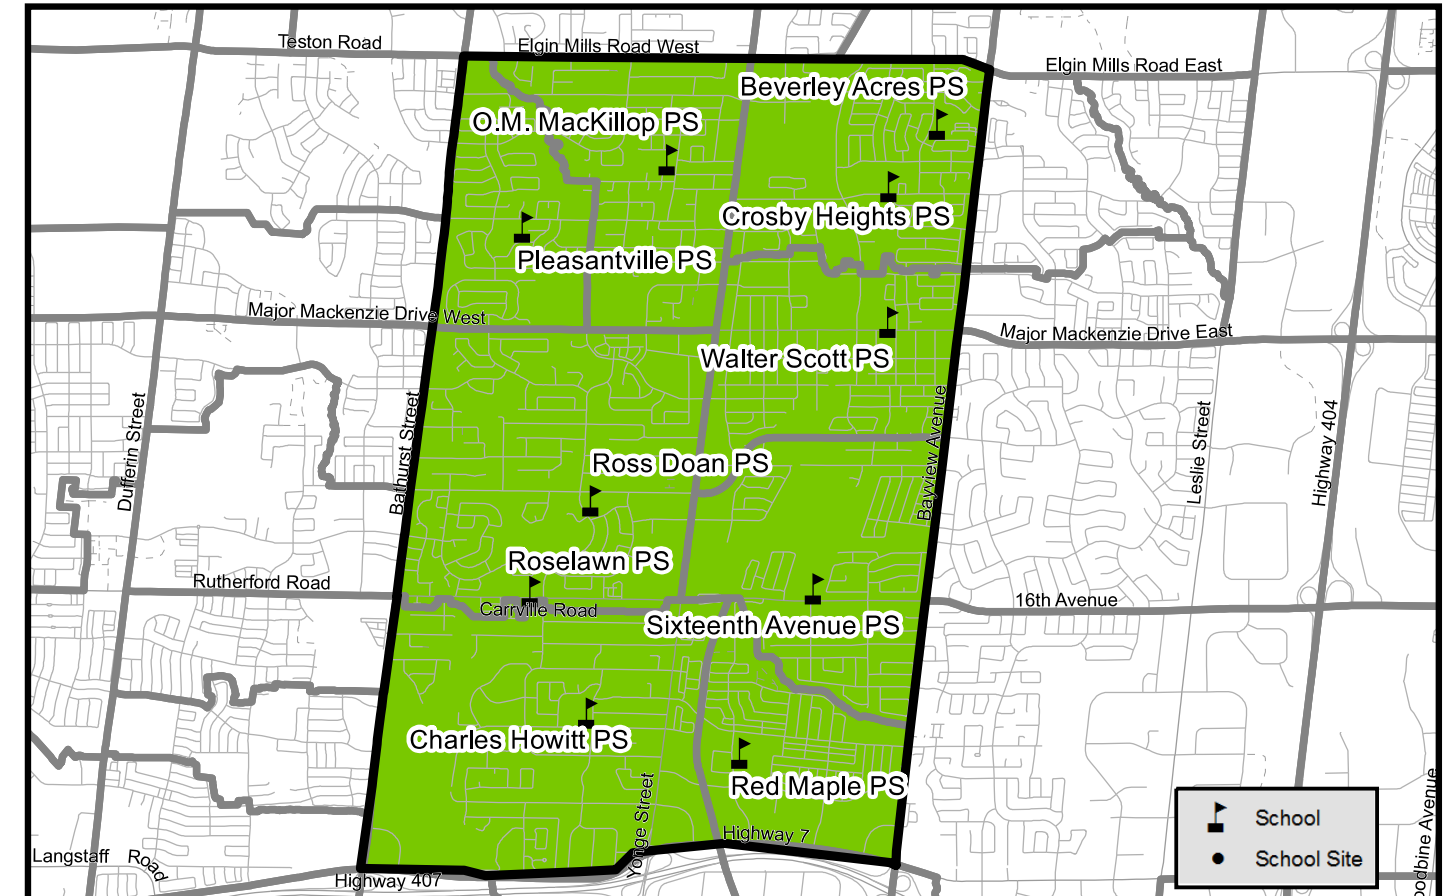 Teston Road
Elgin Mills Road West
Elgin Mills Road East
Beverley Acres PS
O.M. MacKillop PS
Crosby Heights PS
Pleasantville PS
Major Mackenzie Drive West
Major Mackenzie Drive East
Walter Scott PS
Dufferin Street
Bathurst Street
Bayview Avenue
Leslie Street
Highway 404
Ross Doan PS
Roselawn PS
Rutherford Road
Carrville Road
16th Avenue
Sixteenth Avenue PS
Charles Howitt PS
Red Maple PS
Yonge Street
Highway 7
Langstaff Road
Highway 407
oodbine Avenue
School
School Site